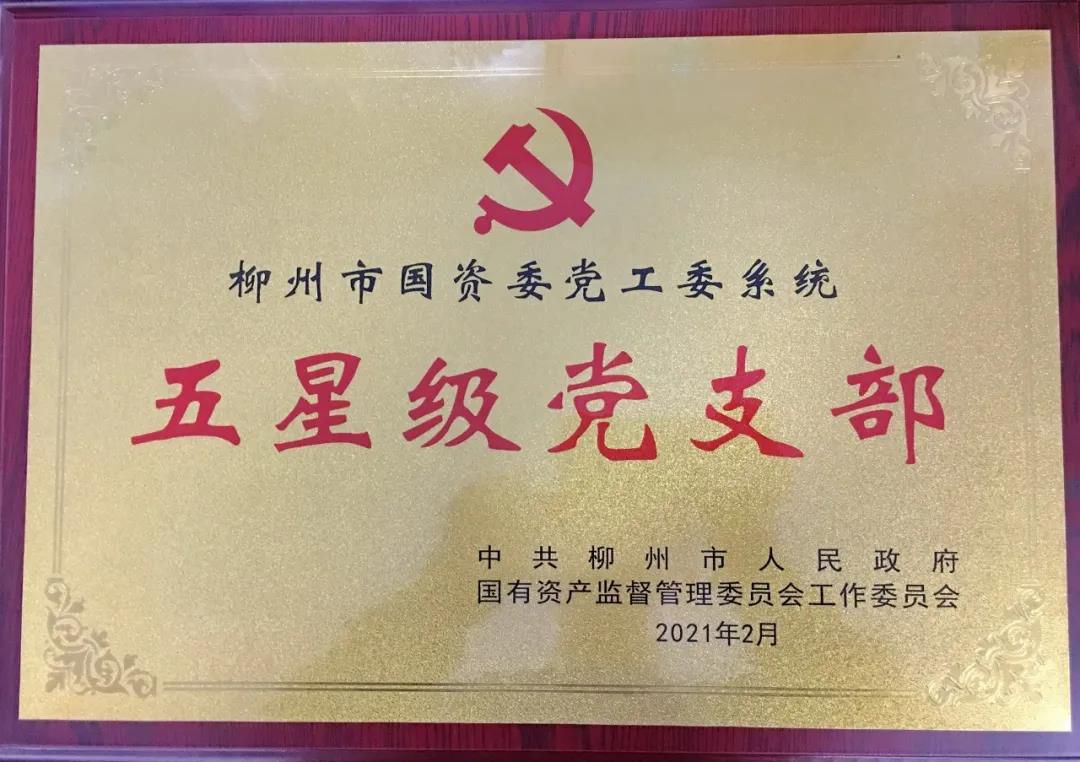 柳州市国资委党工委系统
五星级党支部
中共柳州市人民政府
国有资产监督管理委员会工作委员会
2021年2月